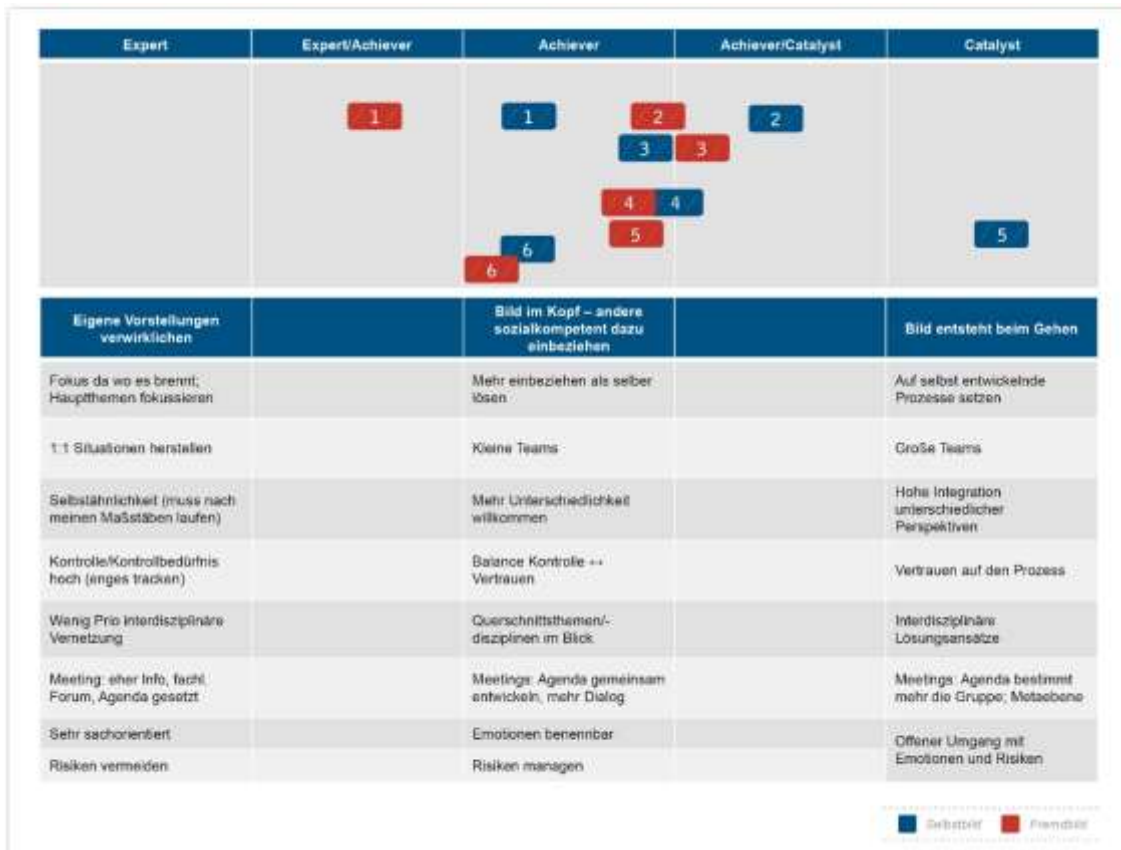 Expert
Expert/Achiever
Achiever
Achiever/Catalyst
Catalyst
1
1
2
2
3
3
4
4
5
5
6
6
Eigene Vorstellungen
verwirklichen
Bild im Kopf – andere
sozialkompetent dazu
einbeziehen
Bild entsteht beim Gehen
Fokus da wo es brennt;
Hauptthemen fokussieren
Mehr einbeziehen als selber
lösen
Auf selbst entwickelnde
Prozesse setzen
1:1 Situationen herstellen
Kleine Teams
Große Teams
Selbstähnlichkeit (muss nach
meinen Maßstäben laufen)
Mehr Unterschiedlichkeit
willkommen
Hohe Integration
unterschiedlicher
Perspektiven
Kontrolle/Kontrollbedürfnis
hoch (enges tracken)
Balance Kontrolle ↔
Vertrauen
Vertrauen auf den Prozess
Wenig Prio interdisziplinäre
Vernetzung
Querschnittsthemen/-
disziplinen im Blick
Interdisziplinäre
Lösungsansätze
Meeting: eher Info, fachl.
Forum, Agenda gesetzt
Meetings: Agenda gemeinsam
entwickeln, mehr Dialog
Meetings: Agenda bestimmt
mehr die Gruppe; Metaebene
Sehr sachorientiert
Emotionen benennbar
Offener Umgang mit
Emotionen und Risiken
Risiken vermeiden
Risiken managen
Selbstbild
Fremdbild